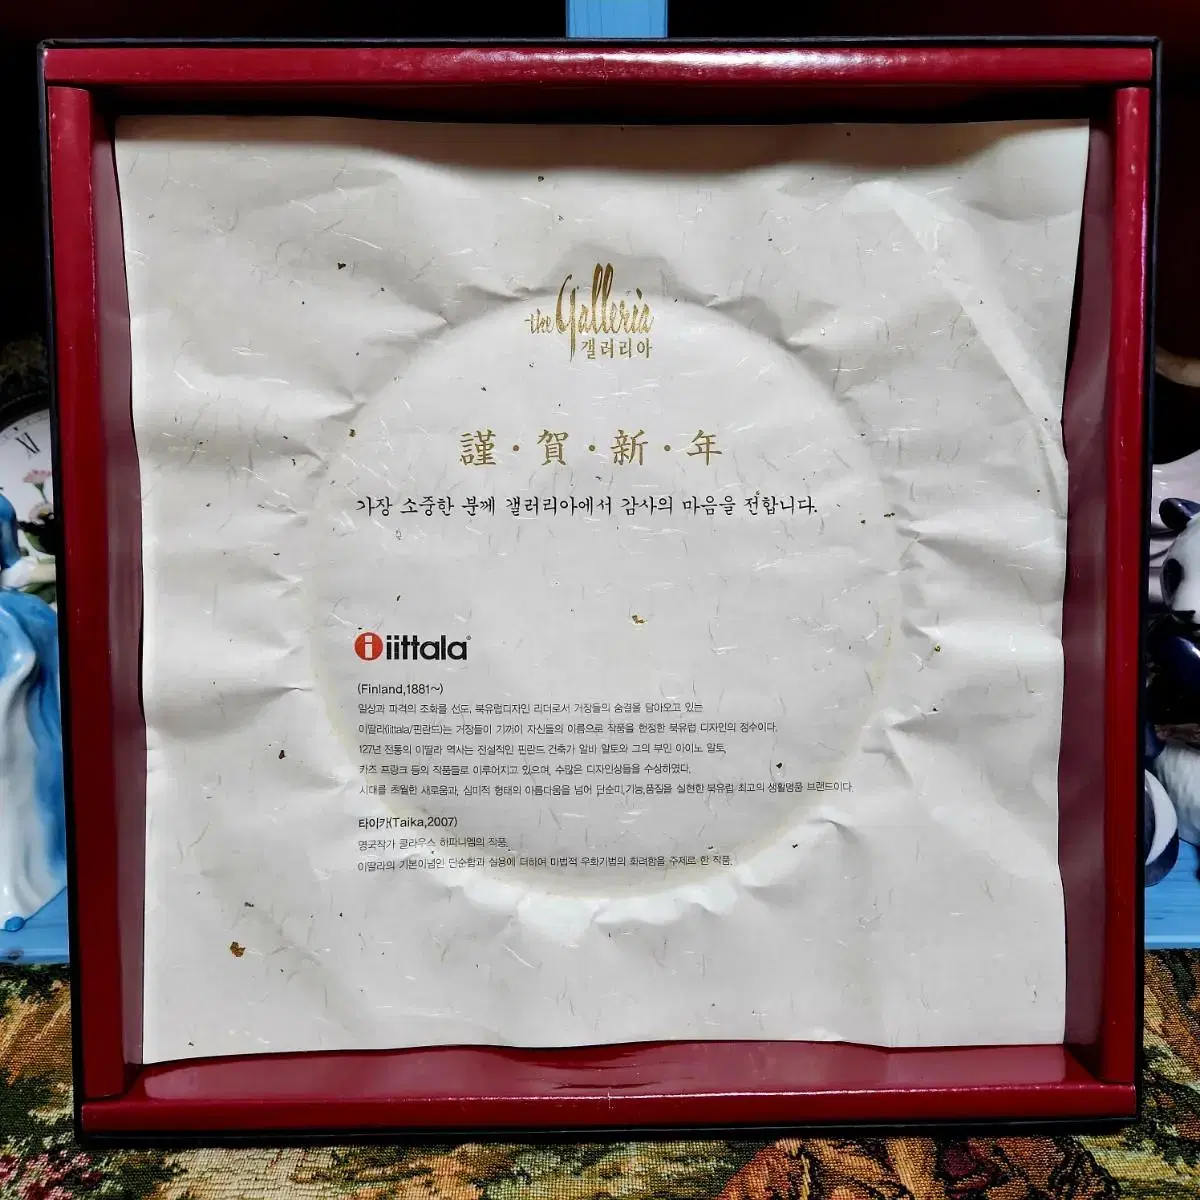 the Galleria
갤러리아
謹·賀·新·年
가장 소중한 분께 갤러리아에서 감사의 마음을 전합니다.
iittala®
(Finland,1881~)
일상과 파격의 조화를 선도, 북유럽디자인 리더로서 거장들의 숨결을 담아오고 있는
이딸라(iittala/핀란드)는 거장들이 기꺼이 자신들의 이름으로 작품을 헌정한 북유럽 디자인의 정수이다.
127년 전통의 이딸라 역사는 전설적인 핀란드 건축가 알바 알토와 그의 부인 아이노 알토,
카즈 프랑크 등의 작품들로 이루어지고 있으며, 수많은 디자인상들을 수상하였다.
시대를 초월한 새로움과, 심미적 형태의 아름다움을 넘어 단순미,기능,품질을 실현한 북유럽 최고의 생활명품 브랜드이다.
타이카(Taika,2007)
명국작가 클라우스 하파니엠의 작품.
이딸라의 기본이념인 단순함과 실용에 더하여 마법적 우화기법의 화려함을 주제로 한 작품.